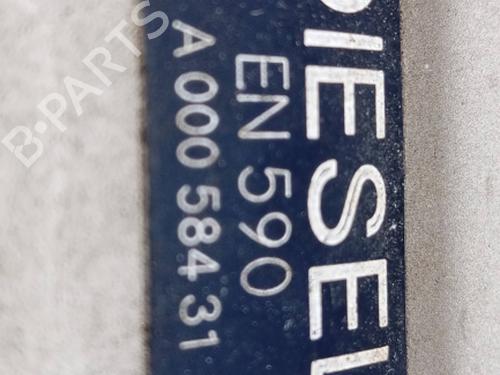 DIESEL
EN 590
A 000 584 31
B-PARTS